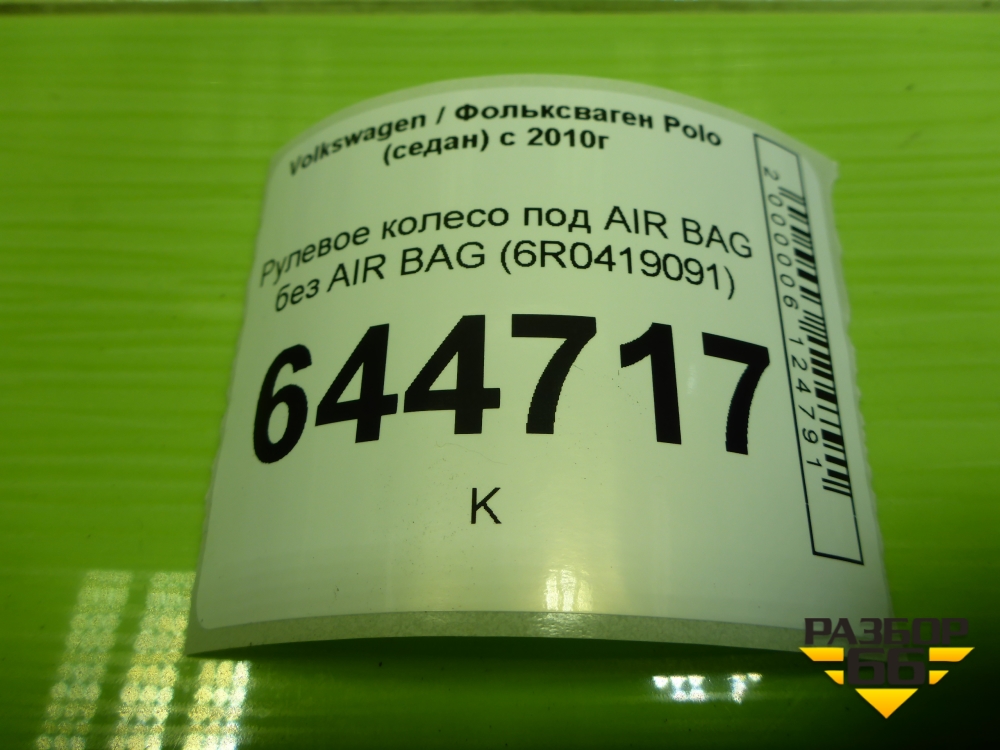 Volkswagen / Фольксваген Polo
(седан) с 2010г
Рулевое колесо под AIR BAG
без AIR BAG (6R0419091)
644717
К
2000006124791
РАЗБОР
66